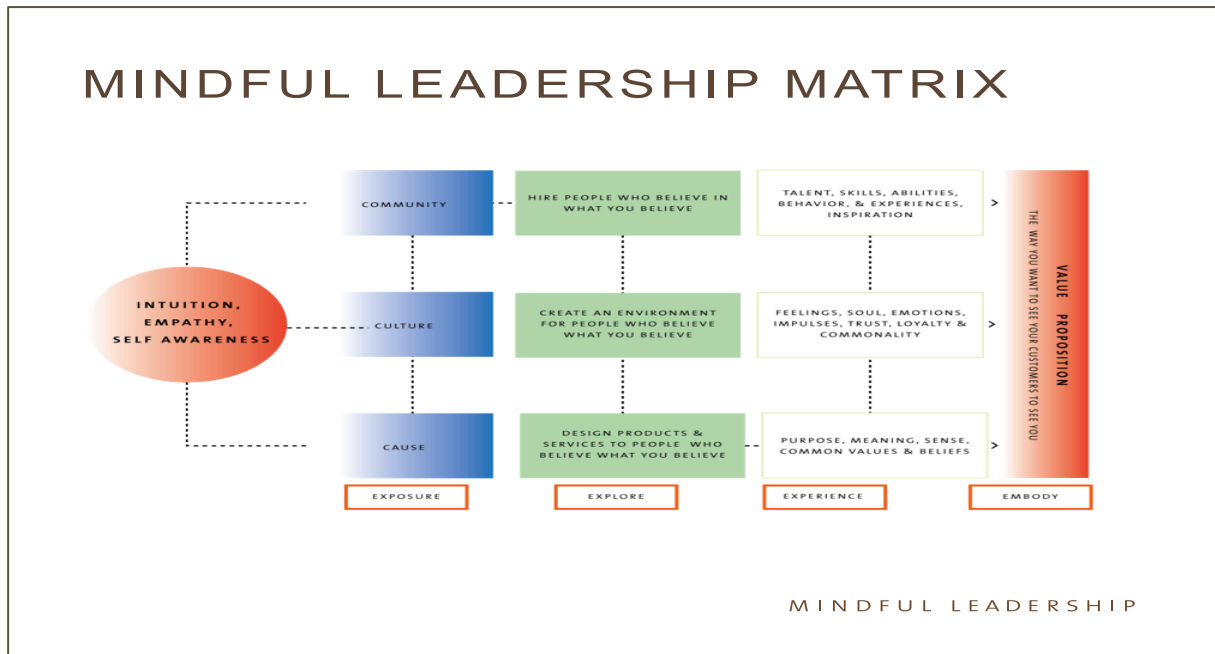 MINDFUL LEADERSHIP MATRIX
INTUITION,
EMPATHY,
SELF AWARENESS
COMMUNITY
HIRE PEOPLE WHO BELIEVE IN
WHAT YOU BELIEVE
TALENT, SKILLS, ABILITIES,
BEHAVIOR, & EXPERIENCES,
INSPIRATION
CULTURE
CREATE AN ENVIRONMENT
FOR PEOPLE WHO BELIEVE
WHAT YOU BELIEVE
FEELINGS, SOUL, EMOTIONS,
IMPULSES, TRUST, LOYALTY &
COMMONALITY
CAUSE
DESIGN PRODUCTS &
SERVICES TO PEOPLE WHO
BELIEVE WHAT YOU BELIEVE
PURPOSE, MEANING, SENSE,
COMMON VALUES & BELIEFS
VALUE PROPOSITION
THE WAY YOU WANT TO SEE YOUR CUSTOMERS TO SEE YOU
EXPOSURE
EXPLORE
EXPERIENCE
EMBODY
MINDFUL LEADERSHIP